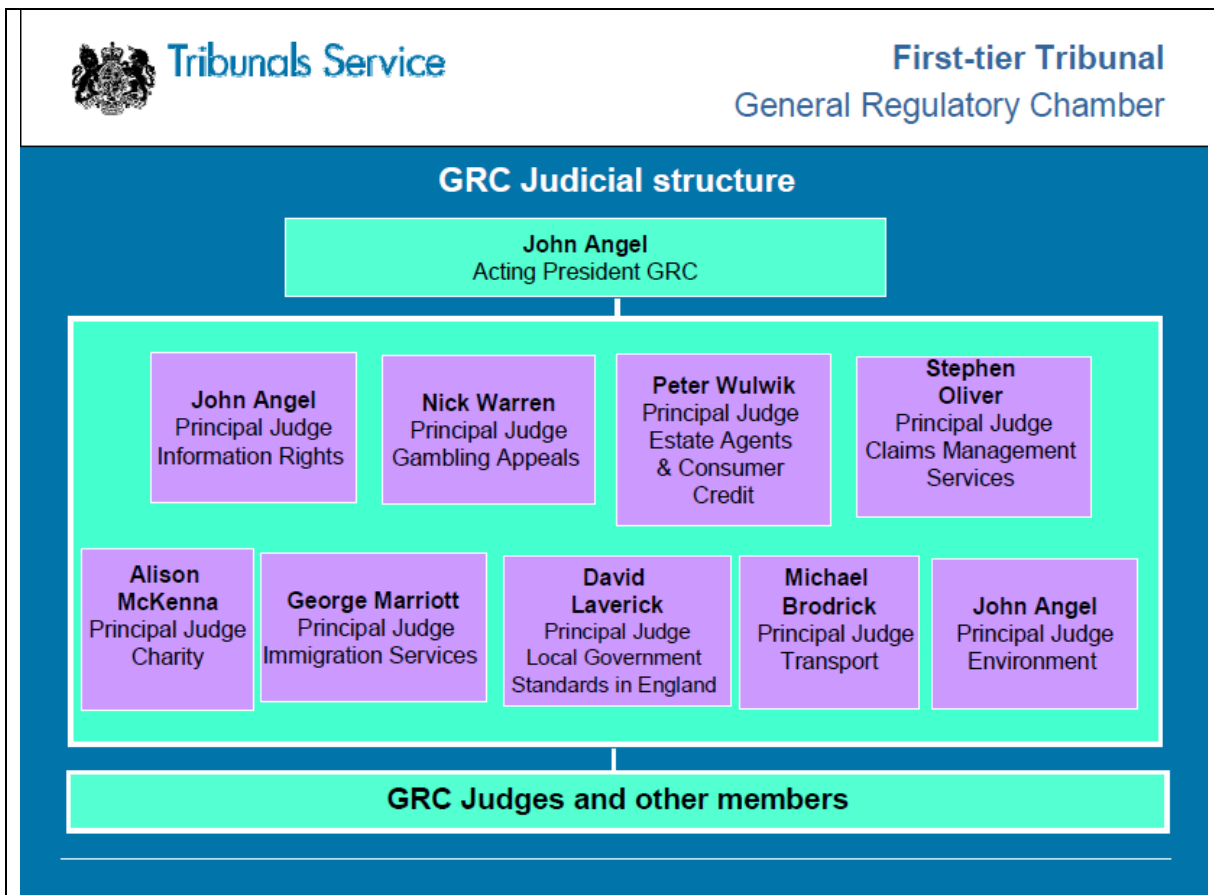 Tribunals Service
First-tier Tribunal
General Regulatory Chamber
GRC Judicial structure
John Angel
Acting President GRC
John Angel
Principal Judge
Information Rights
Nick Warren
Principal Judge
Gambling Appeals
Peter Wulwik
Principal Judge
Estate Agents
& Consumer
Credit
Stephen
Oliver
Principal Judge
Claims Management
Services
Alison
McKenna
Principal Judge
Charity
George Marriott
Principal Judge
Immigration Services
David
Laverick
Principal Judge
Local Government
Standards in England
Michael
Brodrick
Principal Judge
Transport
John Angel
Principal Judge
Environment
GRC Judges and other members